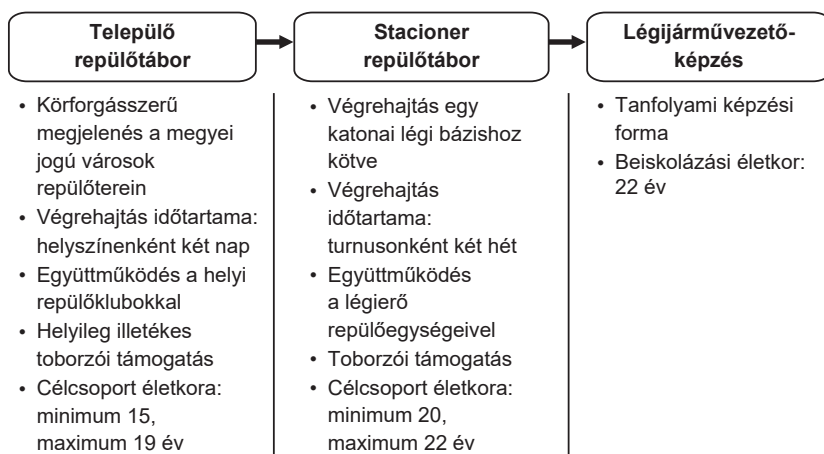 Települő
repülőtábor
• Körforgásszerű
megjelenés a megyei
jogú városok
repülőterein
• Végrehajtás időtartama:
helyszínenként két nap
• Együttműködés a helyi
repülőklubokkal
• Helyileg illetékes
toborzói támogatás
• Célcsoport életkora:
minimum 15,
maximum 19 év
Stacioner
repülőtábor
• Végrehajtás egy
katonai légi bázishoz
kötve
• Végrehajtás
időtartama:
turnusonként két hét
• Együttműködés
a légierő
repülőegységeivel
• Toborzói támogatás
• Célcsoport életkora:
minimum 20,
maximum 22 év
Légijárművezető-
képzés
• Tanfolyami képzési
forma
• Beiskolázási életkor:
22 év